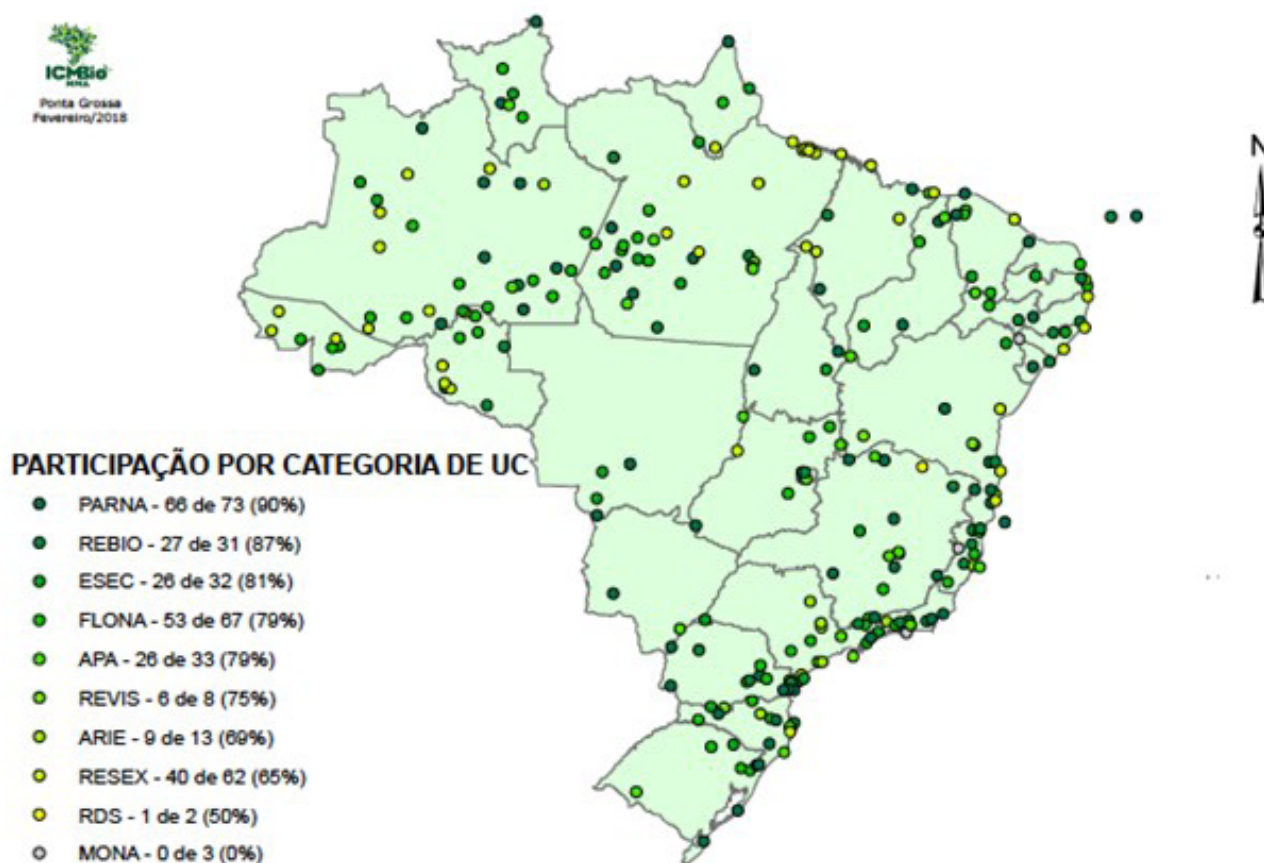 ICMBio
MMA
Ponta Grossa
Fevereiro/2018
N
PARTICIPAÇÃO POR CATEGORIA DE UC
PARNA - 66 de 73 (90%)
REBIO - 27 de 31 (87%)
ESEC - 26 de 32 (81%)
FLONA - 53 de 67 (79%)
APA - 26 de 33 (79%)
REVIS - 6 de 8 (75%)
ARIE - 9 de 13 (69%)
RESEX - 40 de 62 (65%)
RDS - 1 de 2 (50%)
MONA - 0 de 3 (0%)